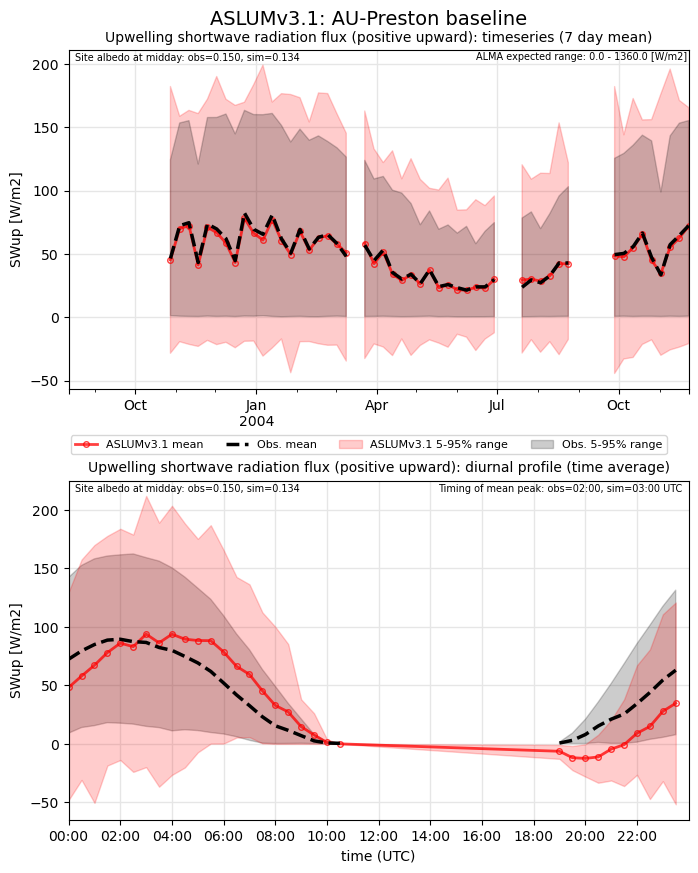 ASLUMv3.1: AU-Preston baseline
Upwelling shortwave radiation flux (positive upward): timeseries (7 day mean)
Site albedo at midday: obs=0.150, sim=0.134
ALMA expected range: 0.0 - 1360.0 [W/m2]
SWup [W/m2]
200
150
100
50
0
−50
Oct
Jan
2004
Apr
Jul
Oct
ASLUMv3.1 mean
Obs. mean
ASLUMv3.1 5-95% range
Obs. 5-95% range
Upwelling shortwave radiation flux (positive upward): diurnal profile (time average)
Site albedo at midday: obs=0.150, sim=0.134
Timing of mean peak: obs=02:00, sim=03:00 UTC
SWup [W/m2]
200
150
100
50
0
−50
00:00
02:00
04:00
06:00
08:00
10:00
12:00
14:00
16:00
18:00
20:00
22:00
time (UTC)